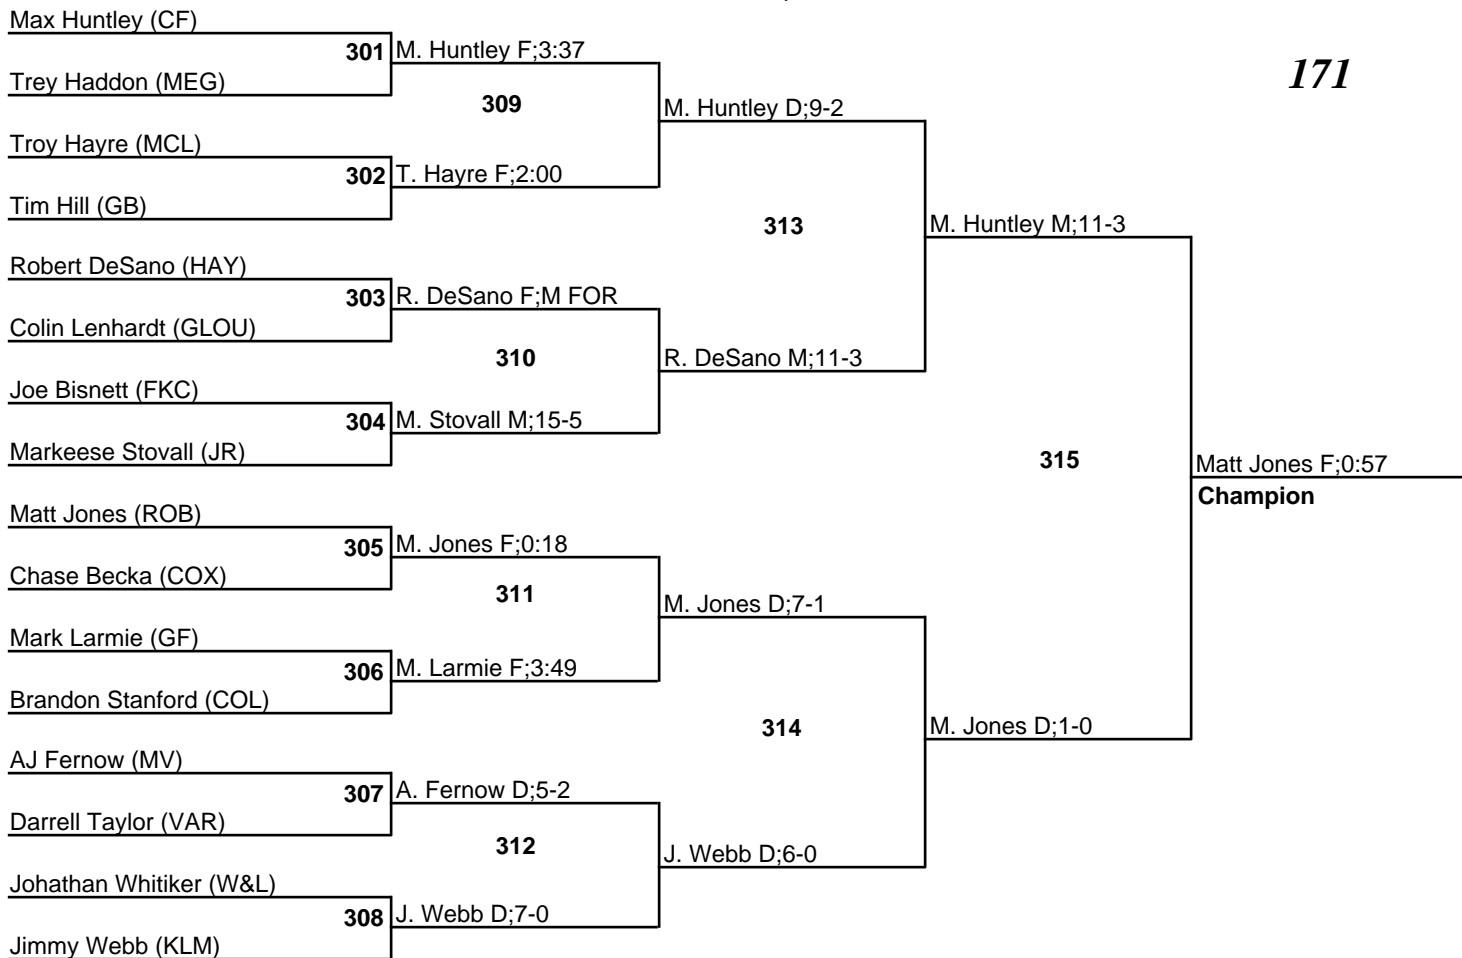 Max Huntley (CF)
301 M. Huntley F;3:37
171
Trey Haddon (MEG)
309
M. Huntley D;9-2
Troy Hayre (MCL)
302 T. Hayre F;2:00
Tim Hill (GB)
313
M. Huntley M;11-3
Robert DeSano (HAY)
303 R. DeSano F;M FOR
Colin Lenhardt (GLOU)
310
R. DeSano M;11-3
Joe Bisnett (FKC)
304 M. Stovall M;15-5
Markeese Stovall (JR)
315
Matt Jones F;0:57
Champion
Matt Jones (ROB)
305 M. Jones F;0:18
Chase Becka (COX)
311
M. Jones D;7-1
Mark Larmie (GF)
306 M. Larmie F;3:49
Brandon Stanford (COL)
314
M. Jones D;1-0
AJ Fernow (MV)
307 A. Fernow D;5-2
Darrell Taylor (VAR)
312
J. Webb D;6-0
Johathan Whitiker (W&L)
308 J. Webb D;7-0
Jimmy Webb (KLM)